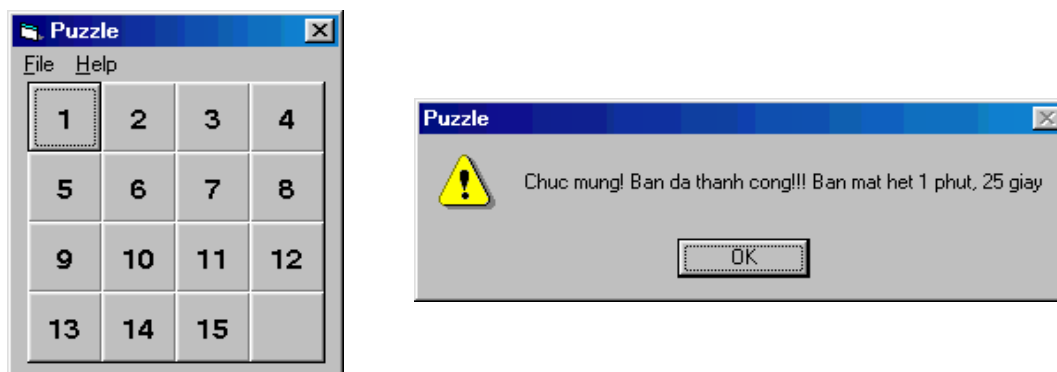 Puzzle
File Help
1 2 3 4
5 6 7 8
9 10 11 12
13 14 15
Puzzle
Chuc mung! Ban da thanh cong!!! Ban mat het 1 phut, 25 giay
OK